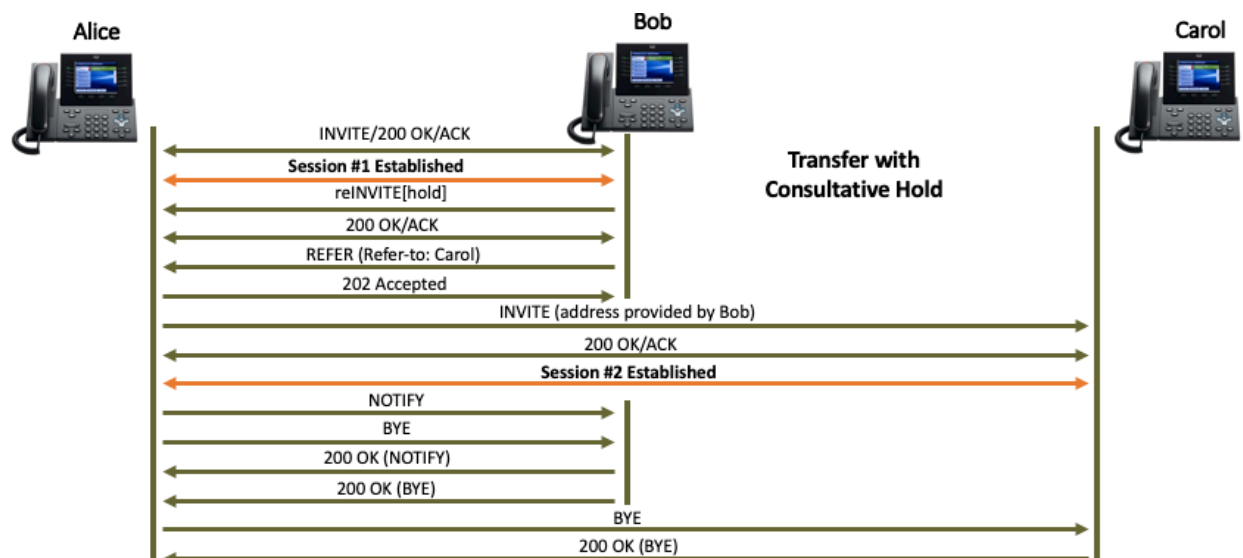 Alice
Bob
Carol
INVITE/200 OK/ACK
Session #1 Established
Transfer with
Consultative Hold
reINVITE[hold]
200 OK/ACK
REFER (Refer-to: Carol)
202 Accepted
INVITE (address provided by Bob)
200 OK/ACK
Session #2 Established
NOTIFY
BYE
200 OK (NOTIFY)
200 OK (BYE)
BYE
200 OK (BYE)